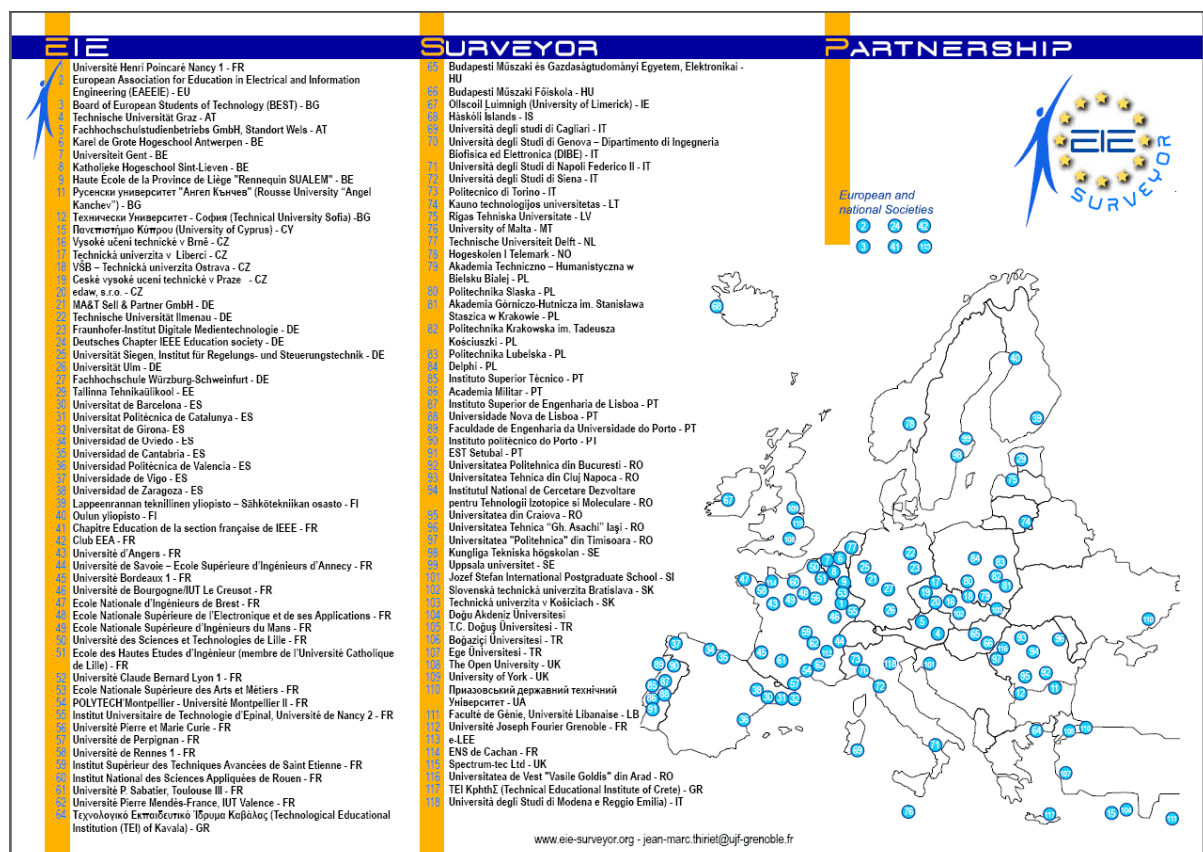 EIE SURVEYOR PARTNERSHIP
1 Université Henri Poincaré Nancy 1 - FR
2 European Association for Education in Electrical and Information
Engineering (EAEEIE) - EU
3 Board of European Students of Technology (BEST) - BG
4 Technische Universität Graz - AT
5 Fachhochschulstudienbetriebs GmbH, Standort Wels - AT
6 Karel de Grote Hogeschool Antwerpen - BE
7 Universiteit Gent - BE
8 Katholieke Hogeschool Sint-Lieven - BE
9 Haute École de la Province de Liège "Rennequin SUALEM" - BE
11 Русенски университет "Ангел Кънчев" (Rousse University "Angel
Kanchev") - BG
12 Технически Университет - София (Technical University Sofia) -BG
15 Πανεπιστήμιο Κύπρου (University of Cyprus) - CY
16 Vysoké učení technické v Brně - CZ
17 Technická univerzita v Liberci - CZ
18 VŠB – Technická univerzita Ostrava - CZ
19 Ceské vysoké uceni technické v Praze - CZ
20 edaw, s.r.o. - CZ
21 MA&T Sell & Partner GmbH - DE
22 Technische Universität Ilmenau - DE
23 Fraunhofer-Institut Digitale Medientechnologie - DE
24 Deutsches Chapter IEEE Education society - DE
25 Universität Siegen, Institut für Regelungs- und Steuerungstechnik - DE
26 Universität Ulm - DE
27 Fachhochschule Würzburg-Schweinfurt - DE
29 Tallinna Tehnikaülikool - EE
30 Universitat de Barcelona - ES
31 Universitat Politécnica de Catalunya - ES
32 Universitat de Girona- ES
34 Universidad de Oviedo - ES
35 Universidad de Cantabria - ES
36 Universidad Politécnica de Valencia - ES
37 Universidade de Vigo - ES
38 Universidad de Zaragoza - ES
39 Lappeenrannan teknillinen yliopisto – Sähkötekniikan osasto - FI
40 Oulun yliopisto - FI
41 Chapitre Education de la section française de IEEE - FR
42 Club EEA - FR
43 Université d'Angers - FR
44 Université de Savoie – Ecole Supérieure d'Ingénieurs d'Annecy - FR
45 Université Bordeaux 1 - FR
46 Université de Bourgogne/IUT Le Creusot - FR
47 Ecole Nationale d'Ingénieurs de Brest - FR
48 Ecole Nationale Supérieure de l'Electronique et de ses Applications - FR
49 Ecole Nationale Supérieure d'Ingénieurs du Mans - FR
50 Université des Sciences et Technologies de Lille - FR
51 Ecole des Hautes Etudes d'Ingénieur (membre de l'Université Catholique
de Lille) - FR
52 Université Claude Bernard Lyon 1 - FR
53 Ecole Nationale Supérieure des Arts et Métiers - FR
54 POLYTECH'Montpellier - Université Montpellier II - FR
55 Institut Universitaire de Technologie d'Epinal, Université de Nancy 2 - FR
56 Université Pierre et Marie Curie - FR
57 Université de Perpignan - FR
58 Université de Rennes 1 - FR
59 Institut Supérieur des Techniques Avancées de Saint Etienne - FR
60 Institut National des Sciences Appliquées de Rouen - FR
61 Université P. Sabatier, Toulouse III - FR
62 Université Pierre Mendès-France, IUT Valence - FR
64 Τεχνολογικό Εκπαιδευτικό Ίδρυμα Καβάλας (Technological Educational
Institution (TEI) of Kavala) - GR
65 Budapesti Műszaki és Gazdaságtudományi Egyetem, Elektronikai -
HU
66 Budapesti Műszaki Főiskola - HU
67 Ollscoil Luimnigh (University of Limerick) - IE
68 Háskóli Íslands - IS
69 Università degli studi di Cagliari - IT
70 Università degli Studi di Genova – Dipartimento di Ingegneria
Biofisica ed Elettronica (DIBE) - IT
71 Università degli Studi di Napoli Federico II - IT
72 Università degli Studi di Siena - IT
73 Politecnico di Torino - IT
74 Kauno technologijos universitetas - LT
75 Rigas Tehniska Universitate - LV
76 University of Malta - MT
77 Technische Universiteit Delft - NL
78 Hogeskolen I Telemark - NO
79 Akademia Techniczno – Humanistyczna w
Bielsku Bialej - PL
80 Politechnika Slaska - PL
81 Akademia Górniczo-Hutnicza im. Stanisława
Staszica w Krakowie - PL
82 Politechnika Krakowska im. Tadeusza
Kościuszki - PL
83 Politechnika Lubelska - PL
84 Delphi - PL
85 Instituto Superior Técnico - PT
86 Academia Militar - PT
87 Instituto Superior de Engenharia de Lisboa - PT
88 Universidade Nova de Lisboa - PT
89 Faculdade de Engenharia da Universidade do Porto - PT
90 Instituto politécnico do Porto - PT
91 EST Setubal - PT
92 Universitatea Politehnica din Bucuresti - RO
93 Universitatea Tehnica din Cluj Napoca - RO
94 Institutul National de Cercetare Dezvoltare
pentru Tehnologii Izotopice si Moleculare - RO
95 Universitatea din Craiova - RO
96 Universitatea Tehnica "Gh. Asachi" Iaşi - RO
97 Universitatea "Politehnica" din Timisoara - RO
98 Kungliga Tekniska högskolan - SE
99 Uppsala universitet - SE
101 Jozef Stefan International Postgraduate School - SI
102 Slovenská technická univerzita Bratislava - SK
103 Technická univerzita v Košiciach - SK
104 Doğu Akdeniz Üniversitesi
105 T.C. Doğuş Üniversitesi - TR
106 Boğaziçi Üniversitesi - TR
107 Ege Üniversitesi - TR
108 The Open University - UK
109 University of York - UK
110 Приазовський державний технічний
Університет - UA
111 Faculté de Génie, Université Libanaise - LB
112 Université Joseph Fourier Grenoble - FR
113 e-LEE
114 ENS de Cachan - FR
115 Spectrum-tec Ltd - UK
116 Universitatea de Vest "Vasile Goldis" din Arad - RO
117 TEI ΚρhthΣ (Technical Educational Institute of Crete) - GR
118 Università degli Studi di Modena e Reggio Emilia) - IT
EIE
SURVEYOR
European and
national Societies
2 24 42
3 41 113
www.eie-surveyor.org - jean-marc.thiriet@ujf-grenoble.fr